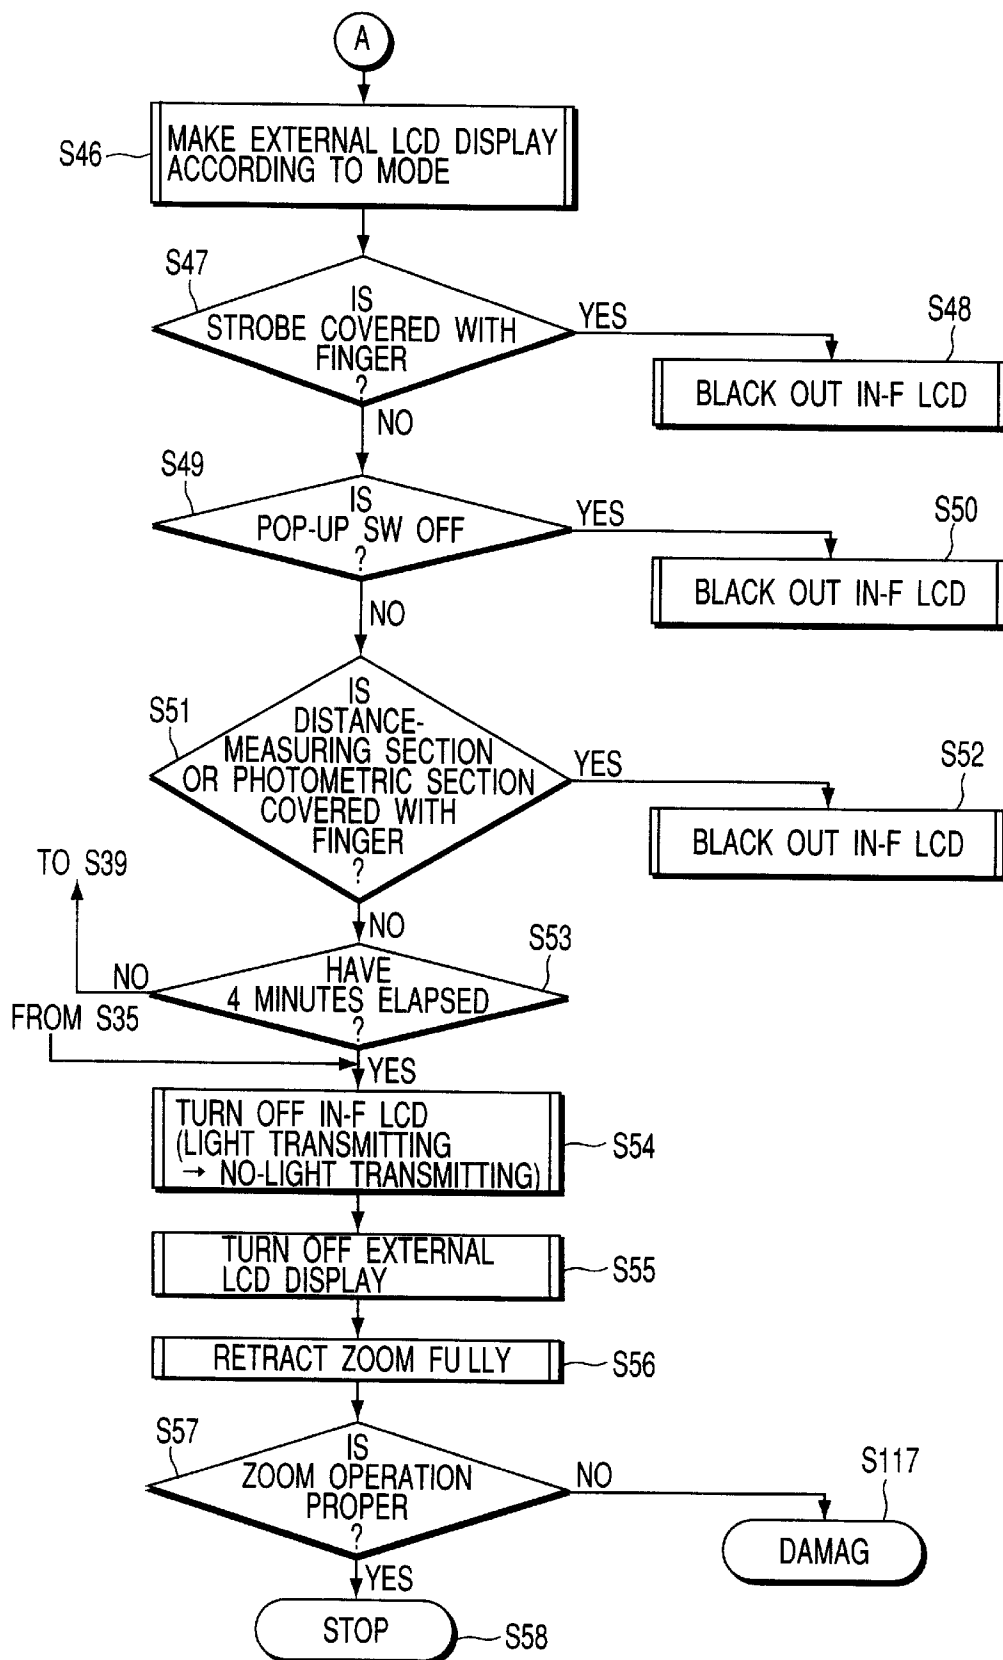 A
S46
MAKE EXTERNAL LCD DISPLAY
ACCORDING TO MODE
S47
IS
STROBE COVERED WITH
FINGER
?
YES
S48
BLACK OUT IN-F LCD
NO
S49
IS
POP-UP SW OFF
?
YES
S50
BLACK OUT IN-F LCD
NO
S51
IS
DISTANCE-
MEASURING SECTION
OR PHOTOMETRIC SECTION
COVERED WITH
FINGER
?
YES
S52
BLACK OUT IN-F LCD
TO S39
NO
S53
HAVE
4 MINUTES ELAPSED
?
NO
FROM S35
YES
TURN OFF IN-F LCD
(LIGHT TRANSMITTING
→ NO-LIGHT TRANSMITTING)
S54
TURN OFF EXTERNAL
LCD DISPLAY
S55
RETRACT ZOOM FULLY
S56
S57
IS
ZOOM OPERATION
PROPER
?
NO
S117
DAMAG
YES
STOP
S58